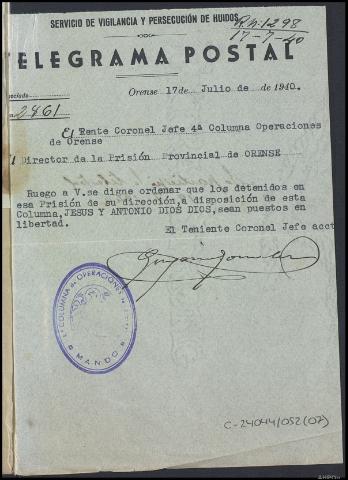 SERVICIO DE VIGILANCIA Y PERSECUCIÓN DE HUIDOS
R.n: 1298
17-7-40
TELEGRAMA POSTAL
Orense 17 de Julio de de 1940.
2861
El Tente Coronel Jefe 4ª Columna Operaciones
de Orense
l Director de la Prisión Provincial de ORENSE
Ruego a V. se digne ordenar que los detenidos en
esa Prisión de su dirección, a disposición de esta
Columna, JESUS Y ANTONIO DIOS DIOS, sean puestos en
libertad.
El Teniente Coronel Jefe acct
COLUMNA DE OPERACIONES
MANDO
C-24044/052(07)